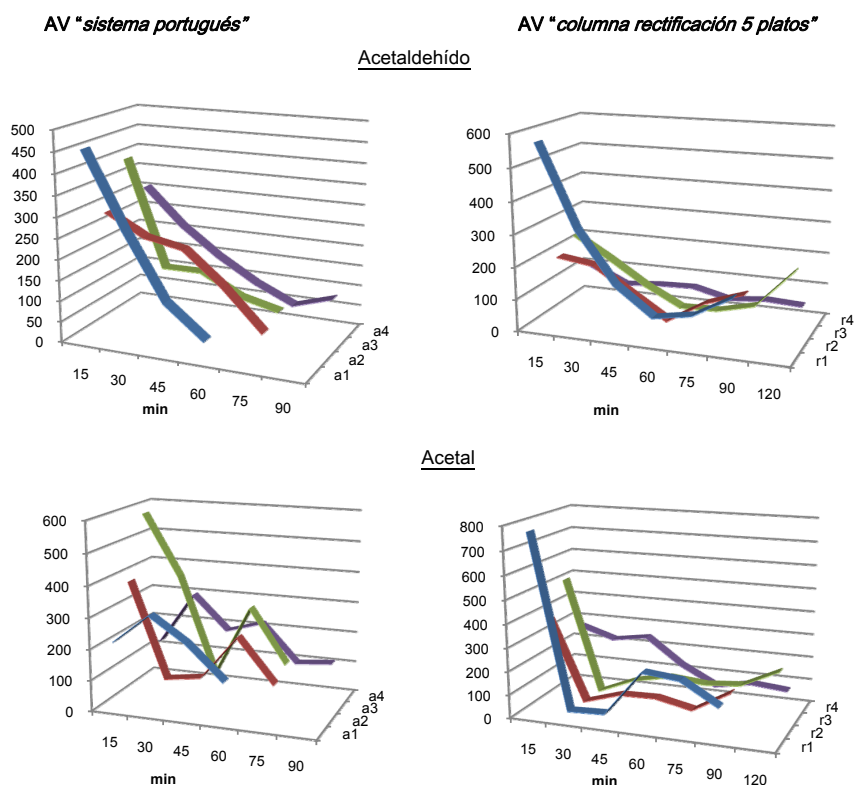 AV “sistema portugués”
AV “columna rectificación 5 platos”
Acetaldehído
500
450
400
350
300
250
200
150
100
50
0
15
30
45
60
75
90
min
a1
a2
a3
a4
600
500
400
300
200
100
0
15
30
45
60
75
90
120
min
r1
r2
r3
r4
Acetal
600
500
400
300
200
100
0
15
30
45
60
75
90
min
a1
a2
a3
a4
800
700
600
500
400
300
200
100
0
15
30
45
60
75
90
120
min
r1
r2
r3
r4